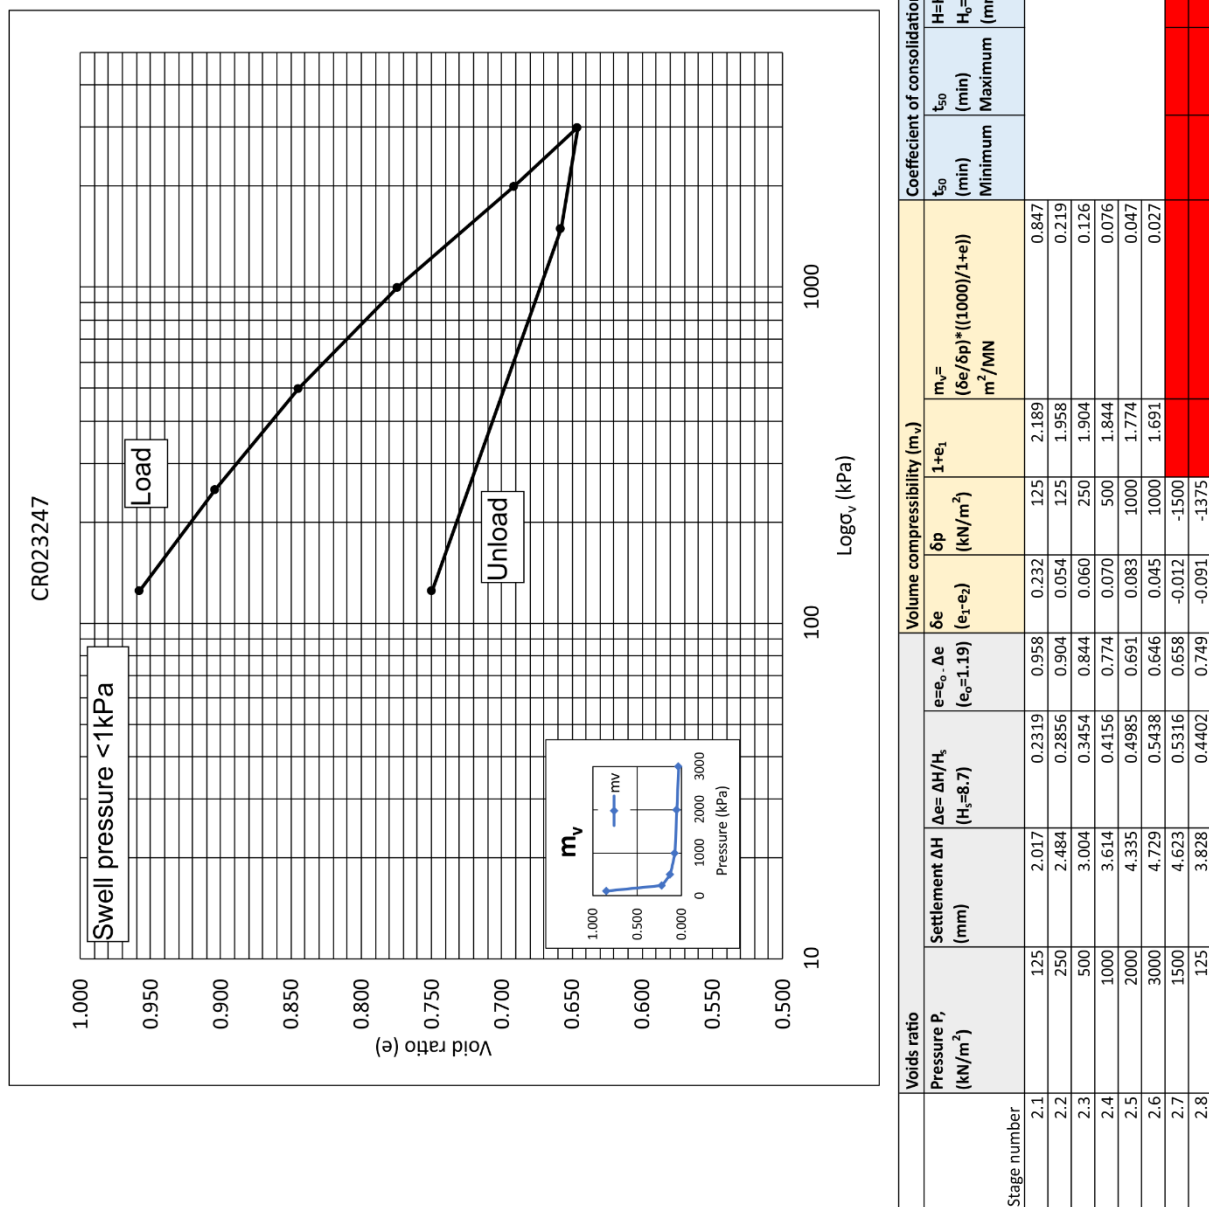 CR023247
Swell pressure <1kPa
Load
Unload
1.000
0.950
0.900
0.850
0.800
0.750
0.700
0.650
0.600
0.550
0.500
Void ratio (e)
10
100
1000
Logσv (kPa)
mv
1.000
0.500
0.000
mv
0
1000
2000
3000
Pressure (kPa)
Voids ratio Volume compressibility (mv) Coeffecient of consolidation
Stage number Pressure P, (kN/m²) Settlement ΔH (mm) Δe= ΔH/Hs (Hs=8.7) e=eo - Δe (eo=1.19) δe (e1-e2) δp (kN/m²) 1+e1 mv= (δe/δp)*((1000)/1+e)) m²/MN t50 (min) Minimum t50 (min) Maximum
2.1 125 2.017 0.2319 0.958 0.232 125 2.189 0.847
2.2 250 2.484 0.2856 0.904 0.054 125 1.958 0.219
2.3 500 3.004 0.3454 0.844 0.060 250 1.904 0.126
2.4 1000 3.614 0.4156 0.774 0.070 500 1.844 0.076
2.5 2000 4.335 0.4985 0.691 0.083 1000 1.774 0.047
2.6 3000 4.729 0.5438 0.646 0.045 1000 1.691 0.027
2.7 1500 4.623 0.5316 0.658 -0.012 -1500
2.8 125 3.828 0.4402 0.749 -0.091 -1375